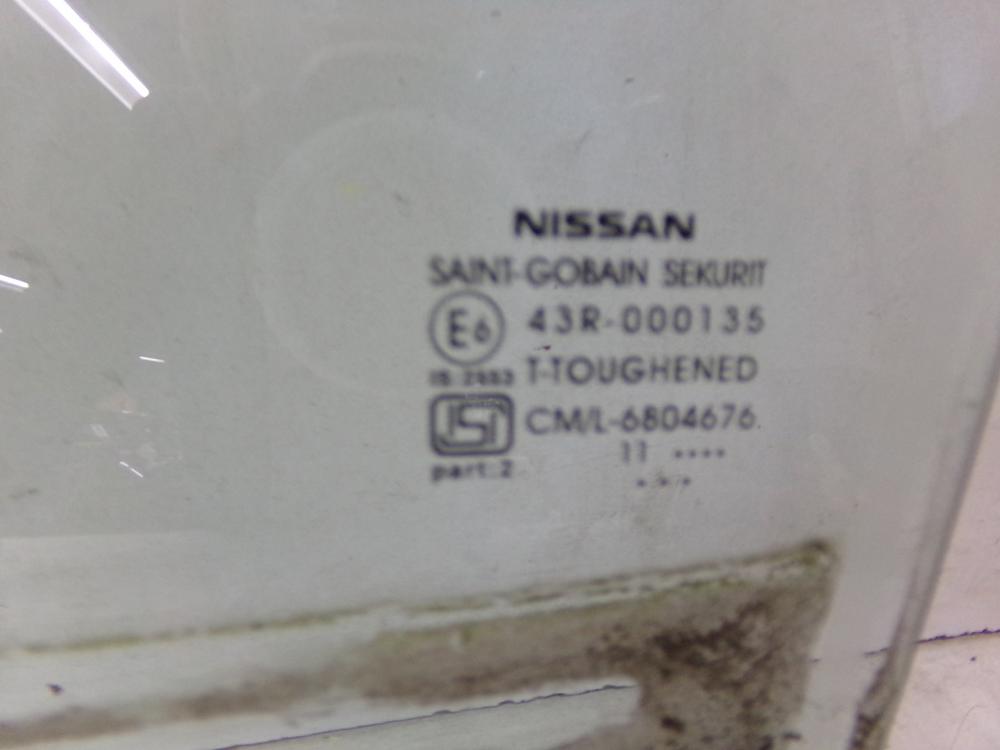 NISSAN
SAINT-GOBAIN SEKURIT
E6 43R-000135
IS:2553 T-TOUGHENED
ISI CM/L-6804676
part:2 11 ....